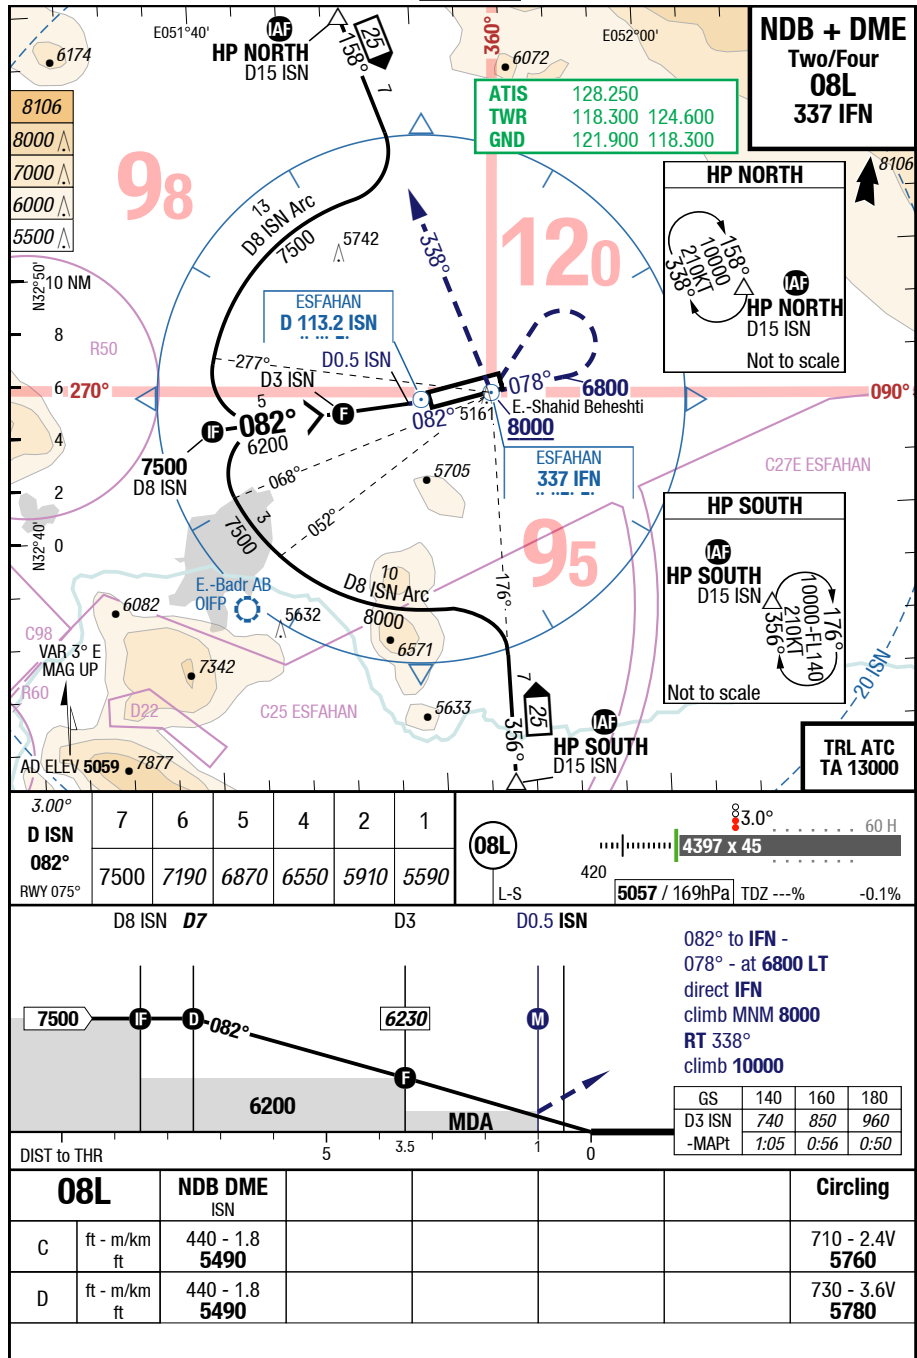 NDB + DME
Two/Four
08L
337 IFN
E051°40'
E052°00'
IAF
HP NORTH
D15 ISN
25
158°
7
360°
6174
6072
ATIS 128.250
TWR 118.300 124.600
GND 121.900 118.300
8106
8000
7000
6000
5500
98
13
D8 ISN Arc
7500
5742
338°
120
8106
HP NORTH
158°
10000
210KT
338°
IAF
HP NORTH
D15 ISN
Not to scale
N32°50'
10 NM
8
6
4
2
0
N32°40'
R50
ESFAHAN
D 113.2 ISN
D0.5 ISN
277°
D3 ISN
270°
090°
5
082°
6200
F
IF
7500
D8 ISN
082°
078°
6800
5161
E.-Shahid Beheshti
8000
ESFAHAN
337 IFN
C27E ESFAHAN
068°
052°
3
7500
5705
95
176°
10
D8 ISN Arc
8000
6571
E.-Badr AB
OIFP
5632
6082
7342
C98
VAR 3° E
MAG UP
R60
D22
C25 ESFAHAN
AD ELEV 5059
7877
5633
7
25
356°
IAF
HP SOUTH
D15 ISN
HP SOUTH
IAF
HP SOUTH
D15 ISN
176°
10000-FL140
210KT
356°
Not to scale
20 ISN
TRL ATC
TA 13000
3.00°
D ISN
082°
RWY 075°
7 6 5 4 2 1
7500 7190 6870 6550 5910 5590
08L
L-S
420
3.0°
60 H
4397 x 45
5057 / 169hPa
TDZ ---%
-0.1%
D8 ISN D7 D3 D0.5 ISN
7500
IF
D
082°
6230
F
M
6200
MDA
DIST to THR
5 3.5 1 0
082° to IFN -
078° - at 6800 LT
direct IFN
climb MNM 8000
RT 338°
climb 10000
GS 140 160 180
D3 ISN 740 850 960
-MAPt 1:05 0:56 0:50
08L
NDB DME
ISN
Circling
C
ft - m/km 440 - 1.8 710 - 2.4V
ft 5490 5760
D
ft - m/km 440 - 1.8 730 - 3.6V
ft 5490 5780